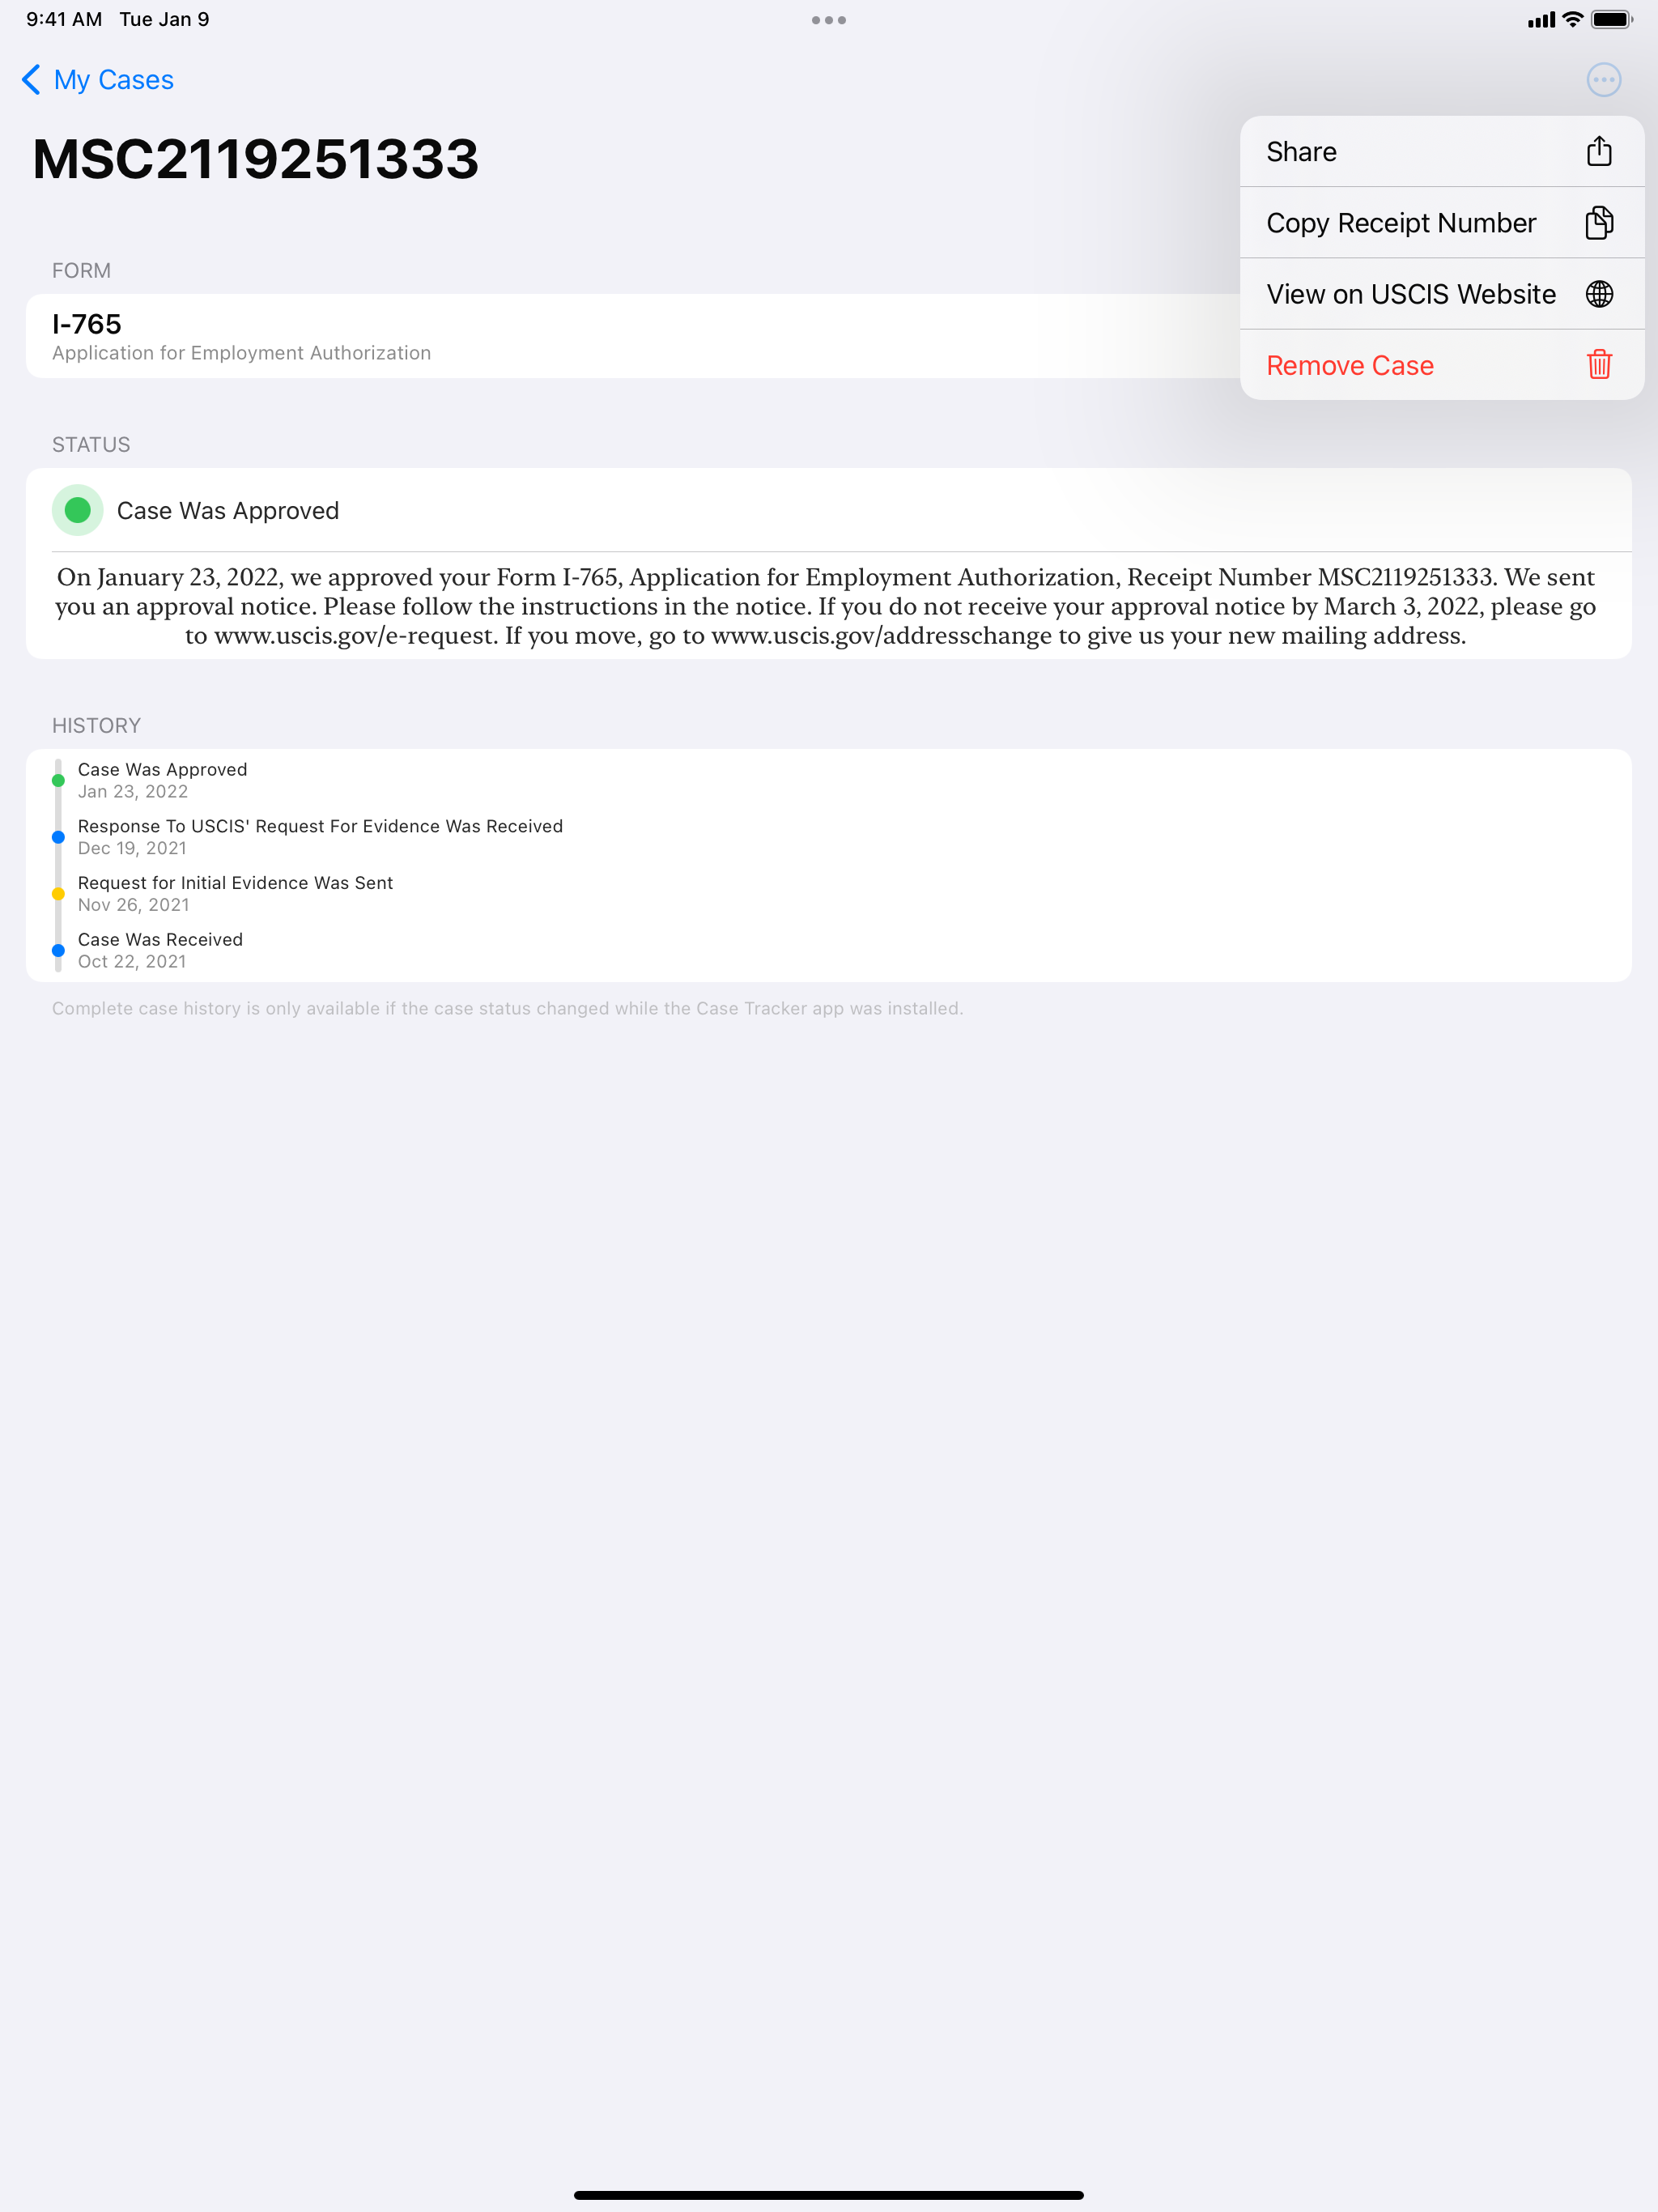 9:41 AM Tue Jan 9
My Cases
MSC2119251333
Share
Copy Receipt Number
View on USCIS Website
Remove Case
FORM
I-765
Application for Employment Authorization
STATUS
Case Was Approved
On January 23, 2022, we approved your Form I-765, Application for Employment Authorization, Receipt Number MSC2119251333. We sent
you an approval notice. Please follow the instructions in the notice. If you do not receive your approval notice by March 3, 2022, please go
to www.uscis.gov/e-request. If you move, go to www.uscis.gov/addresschange to give us your new mailing address.
HISTORY
Case Was Approved
Jan 23, 2022
Response To USCIS' Request For Evidence Was Received
Dec 19, 2021
Request for Initial Evidence Was Sent
Nov 26, 2021
Case Was Received
Oct 22, 2021
Complete case history is only available if the case status changed while the Case Tracker app was installed.